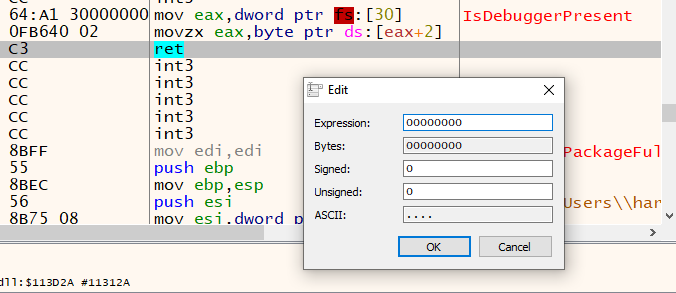 CC int3
64:A1 30000000 mov eax,dword ptr fs:[30] IsDebuggerPresent
0FB640 02 movzx eax,byte ptr ds:[eax+2]
C3 ret
CC int3
CC int3
CC int3
CC int3
CC int3
8BFF mov edi,edi PackageFul
55 push ebp
8BEC mov ebp,esp
56 push esi Users\\har
8B75 08 mov esi,dword pt
Edit
Expression: 00000000
Bytes: 00000000
Signed: 0
Unsigned: 0
ASCII: ....
OK Cancel
dll:$113D2A #11312A